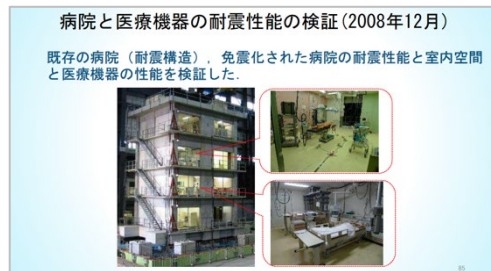 病院と医療機器の耐震性能の検証(2008年12月)
既存の病院（耐震構造），免震化された病院の耐震性能と室内空間
と医療機器の性能を検証した．